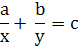 a/x + b/y = c